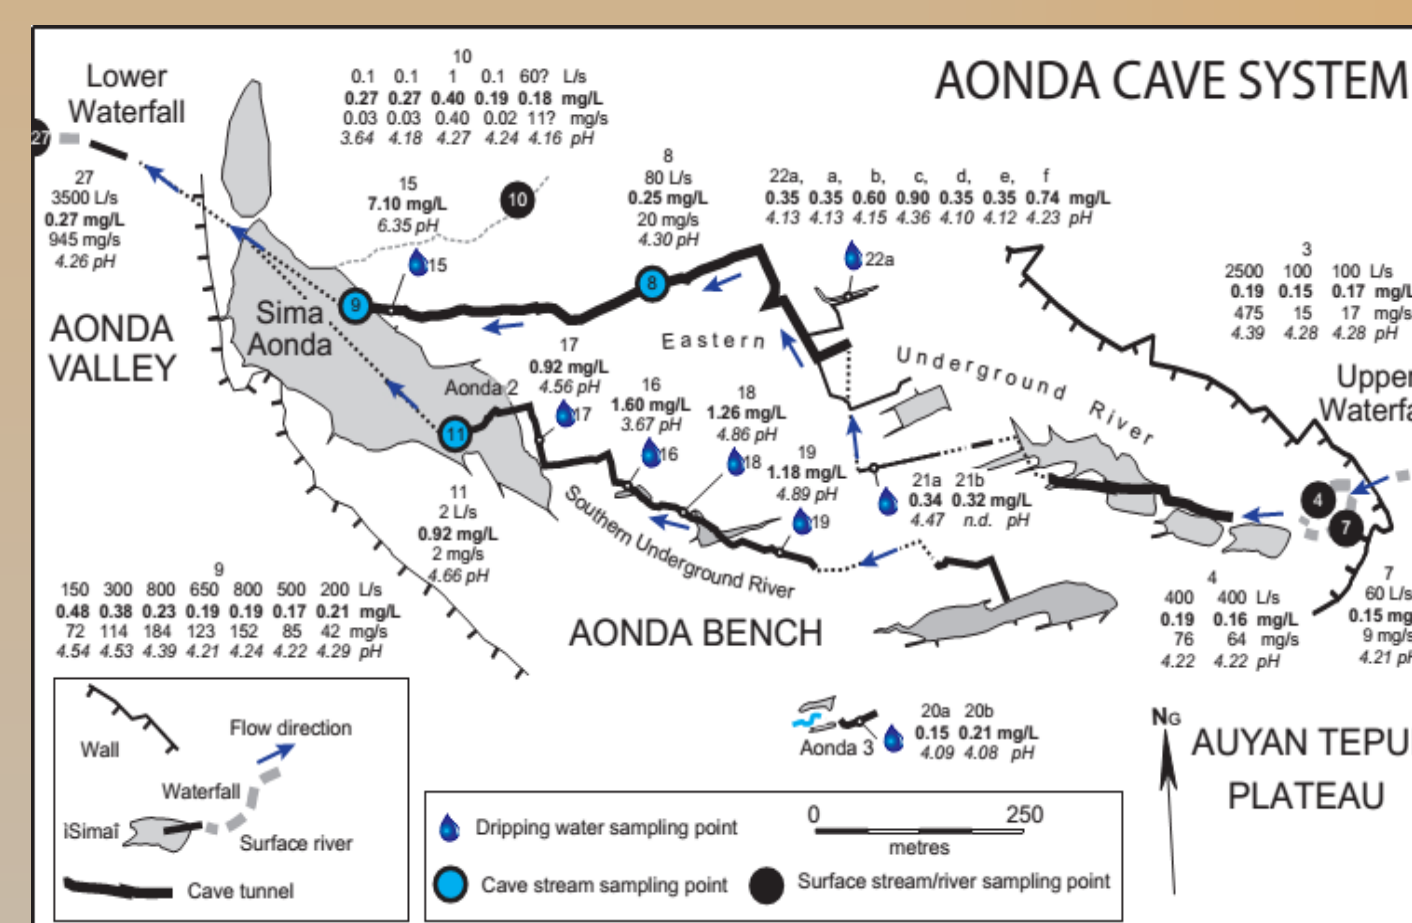 AONDA CAVE SYSTEM
Lower
Waterfall
10
0.1 0.1 1 0.1 60? L/s
0.27 0.27 0.40 0.19 0.18 mg/L
0.03 0.03 0.40 0.02 11? mg/s
3.64 4.18 4.27 4.24 4.16 pH
27
27
3500 L/s
0.27 mg/L
945 mg/s
4.26 pH
15
7.10 mg/L
6.35 pH
15
10
8
80 L/s
0.25 mg/L
20 mg/s
4.30 pH
8
22a, a, b, c, d, e, f
0.35 0.35 0.60 0.90 0.35 0.35 0.74 mg/L
4.13 4.13 4.15 4.36 4.10 4.12 4.23 pH
22a
3
2500 100 100 L/s
0.19 0.15 0.17 mg/L
475 15 17 mg/s
4.39 4.28 4.28 pH
9
Sima
Aonda
AONDA
VALLEY
Eastern
Underground River
Upper
Waterfa
Aonda 2
17
0.92 mg/L
4.56 pH
17
16
1.60 mg/L
3.67 pH
16
18
1.26 mg/L
4.86 pH
18
19
1.18 mg/L
4.89 pH
19
21a 21b
0.34 0.32 mg/L
4.47 n.d. pH
4
7
11
11
2 L/s
0.92 mg/L
2 mg/s
4.66 pH
Southern Underground River
AONDA BENCH
9
150 300 800 650 800 500 200 L/s
0.48 0.38 0.23 0.19 0.19 0.17 0.21 mg/L
72 114 184 123 152 85 42 mg/s
4.54 4.53 4.39 4.21 4.24 4.22 4.29 pH
4
400 400 L/s
0.19 0.16 mg/L
76 64 mg/s
4.22 4.22 pH
7
60 L/s
0.15 mg
9 mg/s
4.21 pH
20a 20b
0.15 0.21 mg/L
4.09 4.08 pH
Aonda 3
NG
AUYAN TEPU
PLATEAU
Wall
Flow direction
Waterfall
îSimaî
Surface river
Cave tunnel
Dripping water sampling point
0 250
metres
Cave stream sampling point
Surface stream/river sampling point